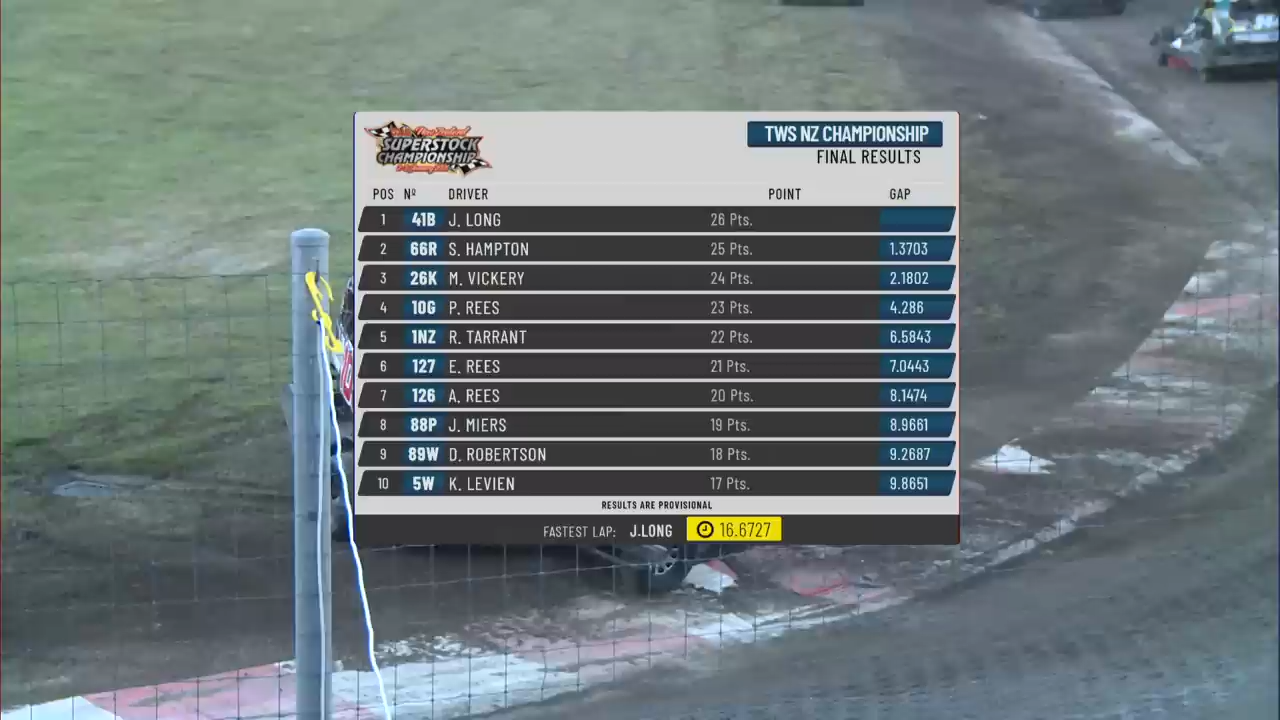 New Zealand
SUPERSTOCK
CHAMPIONSHIP
TWS NZ CHAMPIONSHIP
FINAL RESULTS
POS Nº DRIVER POINT GAP
1 41B J. LONG 26 Pts.
2 66R S. HAMPTON 25 Pts. 1.3703
3 26K M. VICKERY 24 Pts. 2.1802
4 10G P. REES 23 Pts. 4.286
5 1NZ R. TARRANT 22 Pts. 6.5843
6 127 E. REES 21 Pts. 7.0443
7 126 A. REES 20 Pts. 8.1474
8 88P J. MIERS 19 Pts. 8.9661
9 89W D. ROBERTSON 18 Pts. 9.2687
10 5W K. LEVIEN 17 Pts. 9.8651
RESULTS ARE PROVISIONAL
FASTEST LAP: J.LONG 16.6727